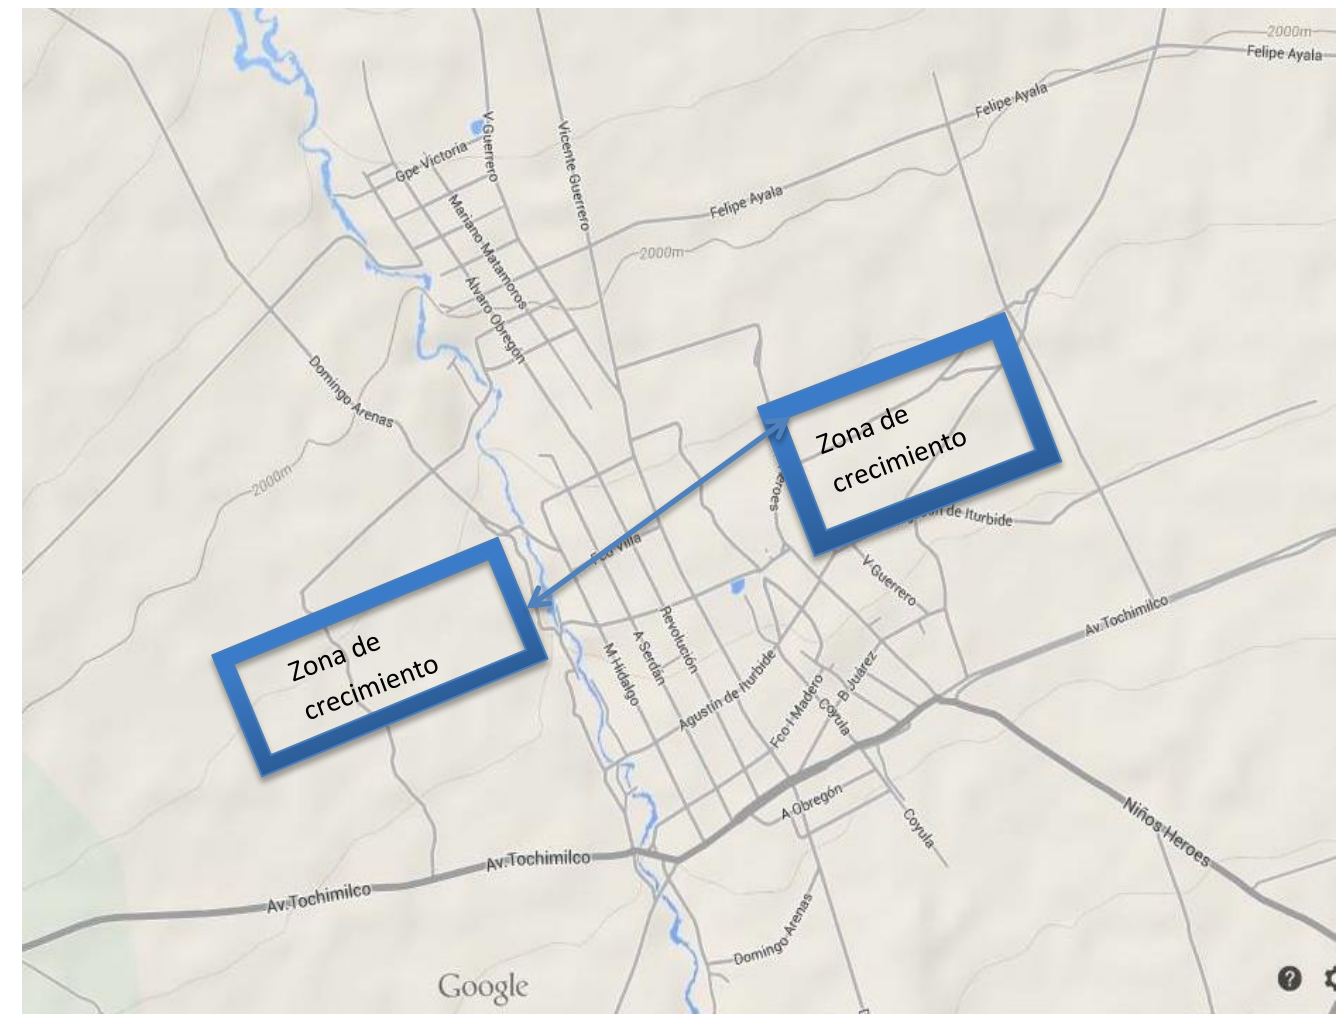 2000m
Felipe Ayala
Felipe Ayala
V Guerrero
Vicente Guerrero
Gpe Victoria
Felipe Ayala
Mariano Matamoros
2000m
Álvaro Obregón
Domingo Arenas
Zona de
crecimiento
2000m
de Iturbide
Fco Villa
V Guerrero
Av.Tochimilco
Revolución
A Serdán
M Hidalgo
Zona de
crecimiento
Agustín de Iturbide
B Juárez
Fco I Madero
Coyula
A Obregón
Coyula
Niños Heroes
Av.Tochimilco
Av.Tochimilco
Domingo Arenas
Google
?